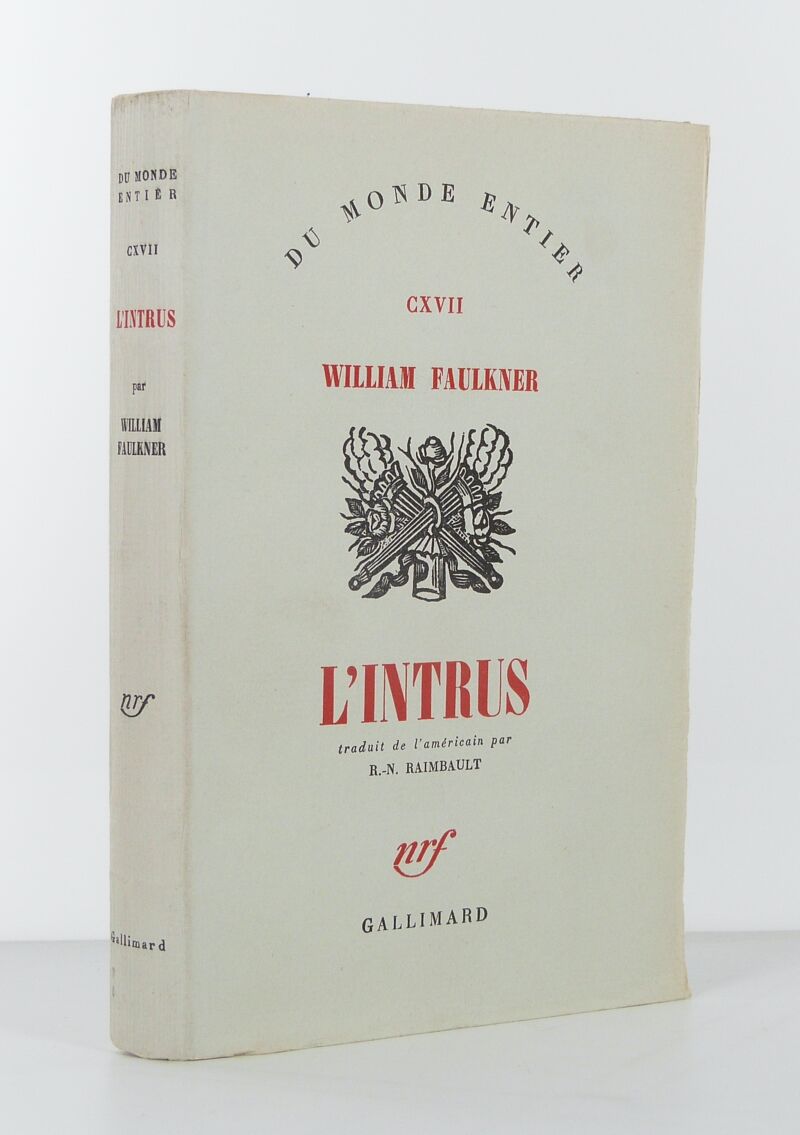 DU MONDE
ENTIER
CXVII
L'INTRUS
par
WILLIAM
FAULKNER
nrf
Gallimard
DU MONDE ENTIER
CXVII
WILLIAM FAULKNER
L'INTRUS
traduit de l'américain par
R.-N. RAIMBAULT
nrf
GALLIMARD